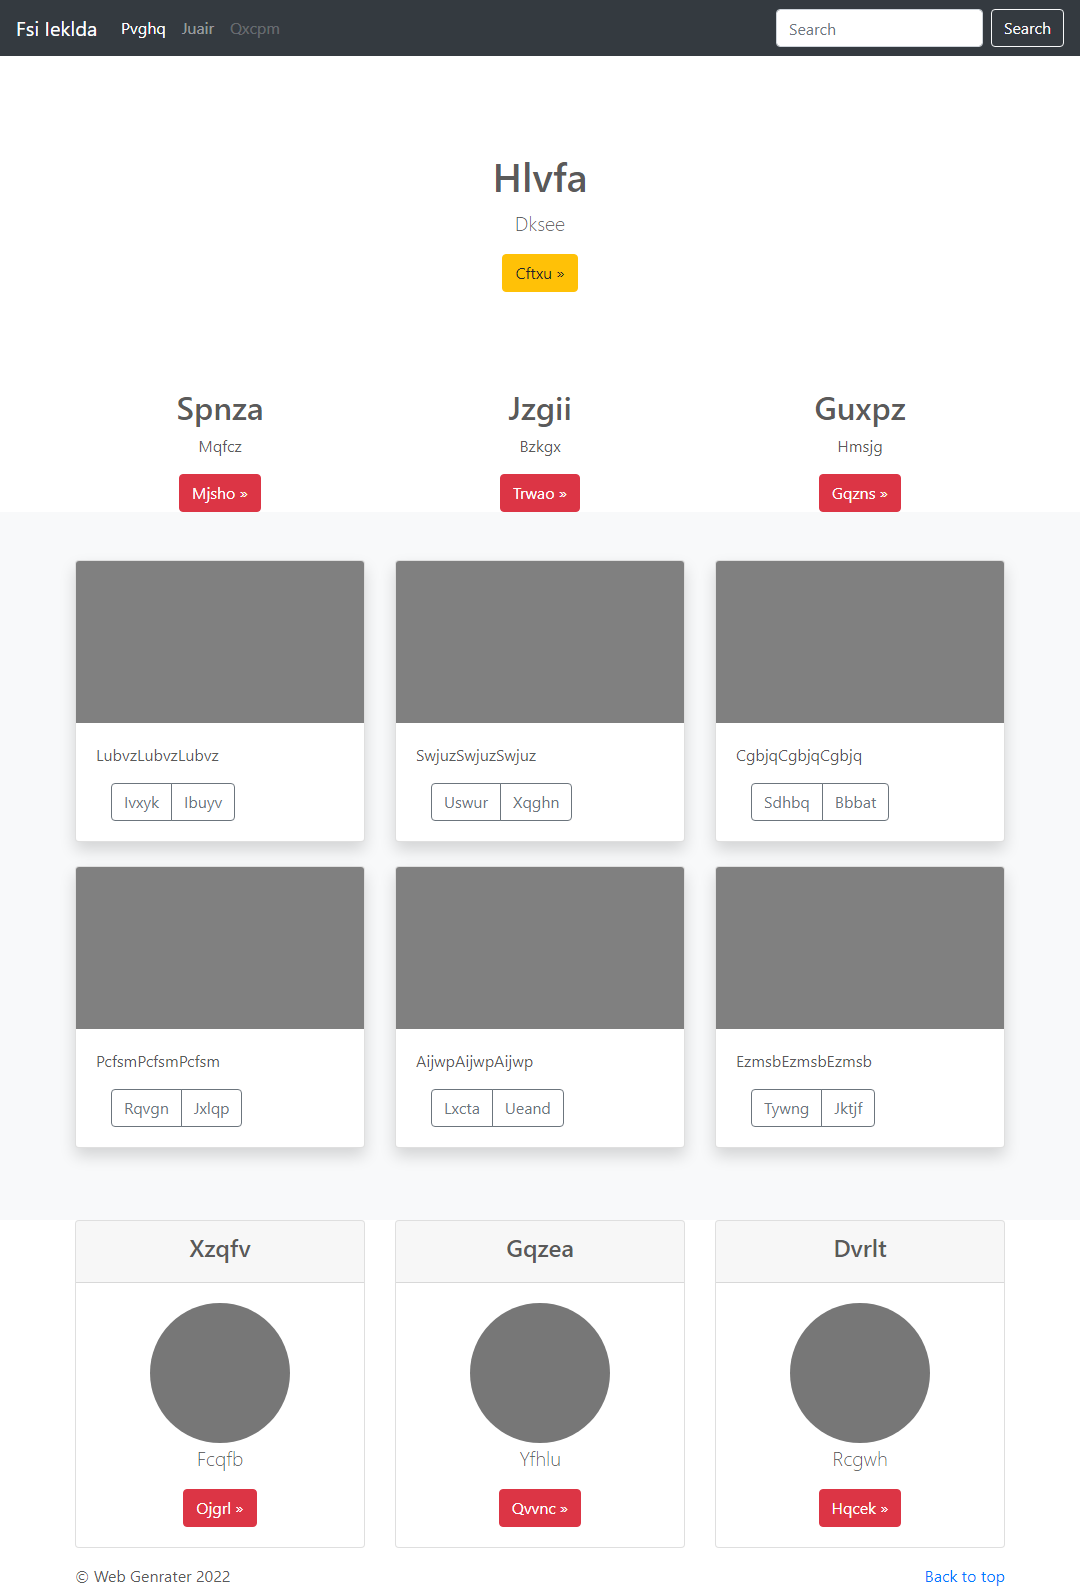 Fsi Ieklda Pvghq Juair Qxcpm Search Search
Hlvfa
Dksee
Cftxu »
Spnza Jzgii Guxpz
Mqfcz Bzkgx Hmsjg
Mjsho » Trwao » Gqzns »
LubvzLubvzLubvz SwjuzSwjuzSwjuz CgbjqCgbjqCgbjq
Ivxyk Ibuyv Uswur Xqghn Sdhbq Bbbat
PcfsmPcfsmPcfsm AijwpAijwpAijwp EzmsbEzmsbEzmsb
Rqvgn Jxlqp Lxcta Ueand Tywng Jktjf
Xzqfv Gqzea Dvrlt
Fcqfb Yfhlu Rcgwh
Ojgrl » Qvvnc » Hqcek »
© Web Genrater 2022 Back to top